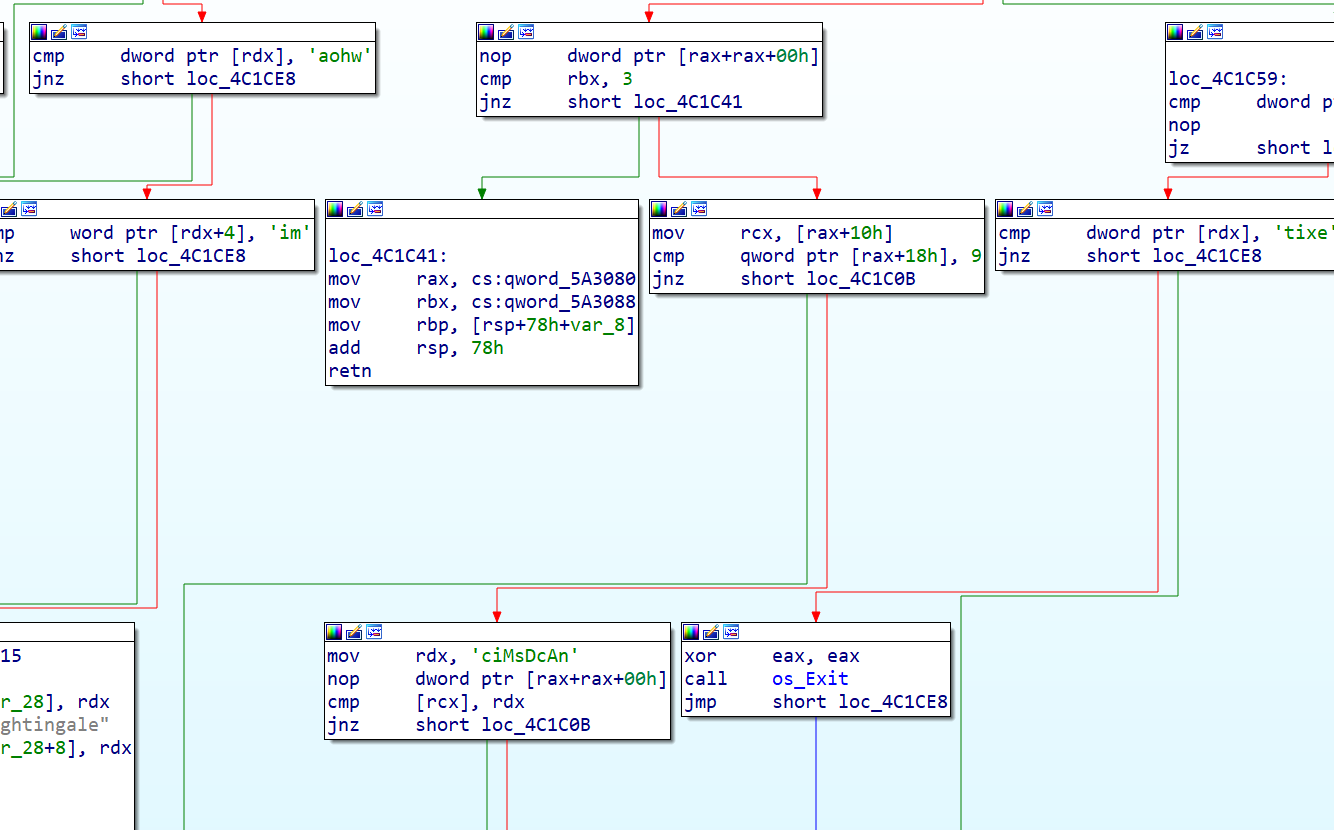 cmp dword ptr [rdx], 'aohw'
jnz short loc_4C1CE8
nop dword ptr [rax+rax+00h]
cmp rbx, 3
jnz short loc_4C1C41
loc_4C1C59:
cmp dword p
nop
jz short l
mp word ptr [rdx+4], 'im'
nz short loc_4C1CE8
loc_4C1C41:
mov rax, cs:qword_5A3080
mov rbx, cs:qword_5A3088
mov rbp, [rsp+78h+var_8]
add rsp, 78h
retn
mov rcx, [rax+10h]
cmp qword ptr [rax+18h], 9
jnz short loc_4C1C0B
cmp dword ptr [rdx], 'tixe'
jnz short loc_4C1CE8
15
r_28], rdx
ghtingale"
r_28+8], rdx
mov rdx, 'ciMsDcAn'
nop dword ptr [rax+rax+00h]
cmp [rcx], rdx
jnz short loc_4C1C0B
xor eax, eax
call os_Exit
jmp short loc_4C1CE8